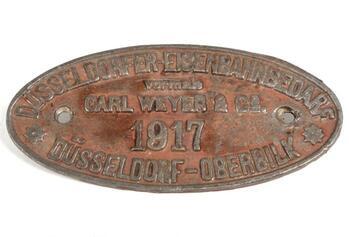 DÜSSELDORFER-EISENBAHNBEDARF
VORMALS
CARL WEYER & CO.
1917
DÜSSELDORF-OBERBILK